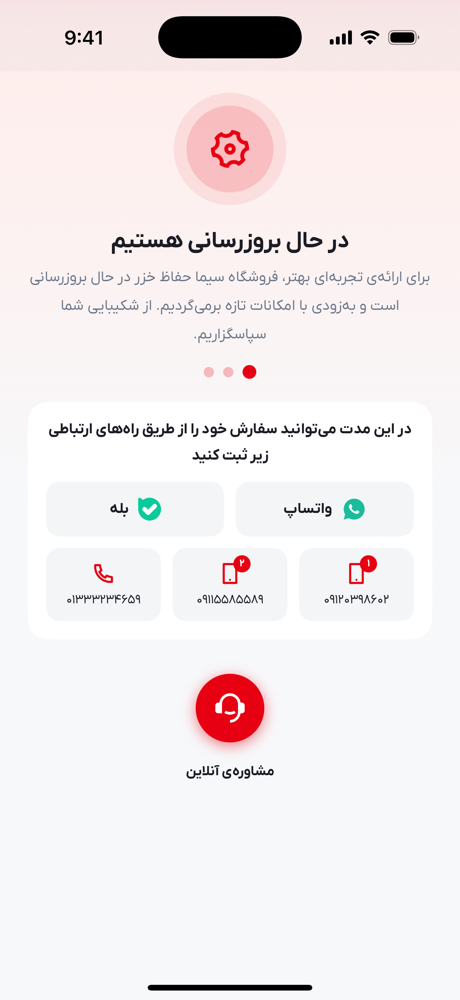 9:41
در حال بروزرسانی هستیم
برای ارائه‌ی تجربه‌ای بهتر، فروشگاه سیما حفاظ خزر در حال بروزرسانی
است و به‌زودی با امکانات تازه برمی‌گردیم. از شکیبایی شما
سپاسگزاریم.
در این مدت می‌توانید سفارش خود را از طریق راه‌های ارتباطی
زیر ثبت کنید
واتساپ
بله
۱
۰۹۱۲۰۳۹۸۶۰۲
۲
۰۹۱۱۵۵۸۵۵۸۹
۰۱۳۳۳۲۳۴۶۵۹
مشاوره‌ی آنلاین